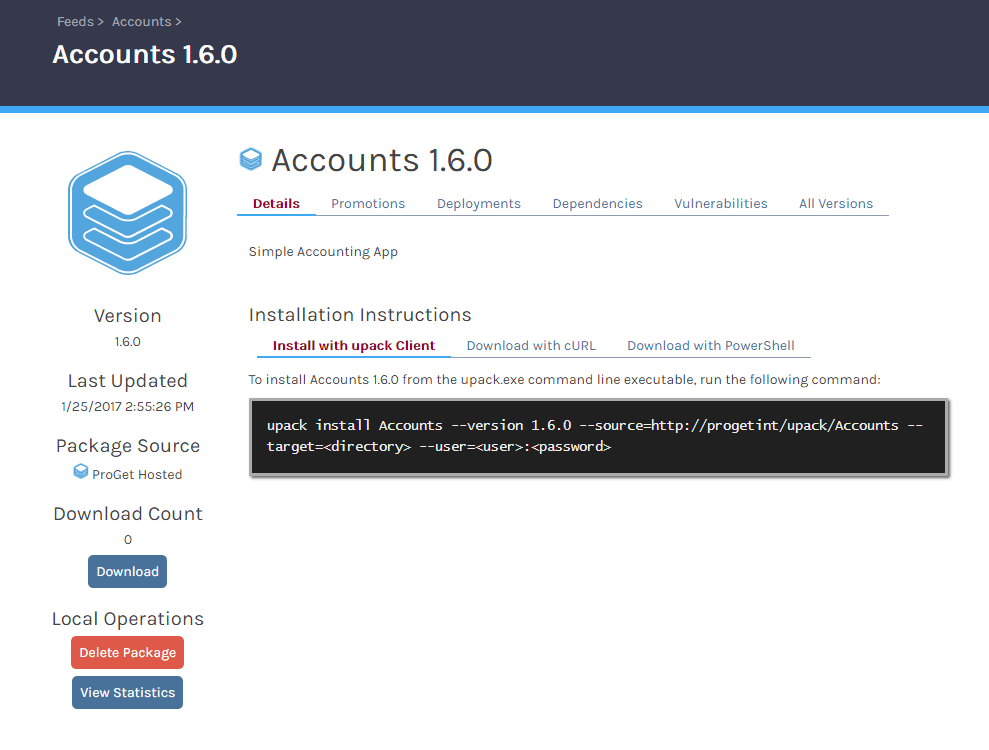 Feeds > Accounts >
Accounts 1.6.0
Accounts 1.6.0
Details Promotions Deployments Dependencies Vulnerabilities All Versions
Simple Accounting App
Version
1.6.0
Last Updated
1/25/2017 2:55:26 PM
Package Source
ProGet Hosted
Download Count
0
Download
Local Operations
Delete Package
View Statistics
Installation Instructions
Install with upack Client Download with cURL Download with PowerShell
To install Accounts 1.6.0 from the upack.exe command line executable, run the following command:
upack install Accounts --version 1.6.0 --source=http://progetint/upack/Accounts --
target=<directory> --user=<user>:<password>